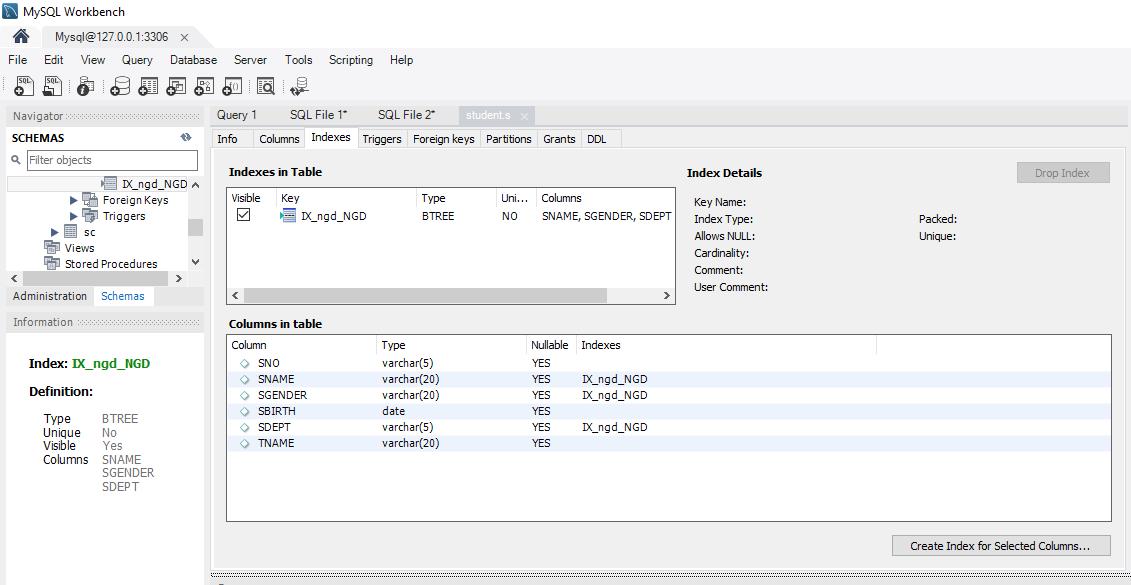 MySQL Workbench
Mysql@127.0.0.1:3306
File Edit View Query Database Server Tools Scripting Help
Navigator
SCHEMAS
Filter objects
IX_ngd_NGD
Foreign Keys
Triggers
sc
Views
Stored Procedures
Administration Schemas
Information
Index: IX_ngd_NGD
Definition:
Type BTREE
Unique No
Visible Yes
Columns SNAME
SGENDER
SDEPT
Query 1 SQL File 1* SQL File 2* student.s
Info Columns Indexes Triggers Foreign keys Partitions Grants DDL
Indexes in Table
Visible Key Type Uni... Columns
IX_ngd_NGD BTREE NO SNAME, SGENDER, SDEPT
Index Details
Drop Index
Key Name:
Index Type: Packed:
Allows NULL: Unique:
Cardinality:
Comment:
User Comment:
Columns in table
Column Type Nullable Indexes
SNO varchar(5) YES
SNAME varchar(20) YES IX_ngd_NGD
SGENDER varchar(20) YES IX_ngd_NGD
SBIRTH date YES
SDEPT varchar(5) YES IX_ngd_NGD
TNAME varchar(20) YES
Create Index for Selected Columns...